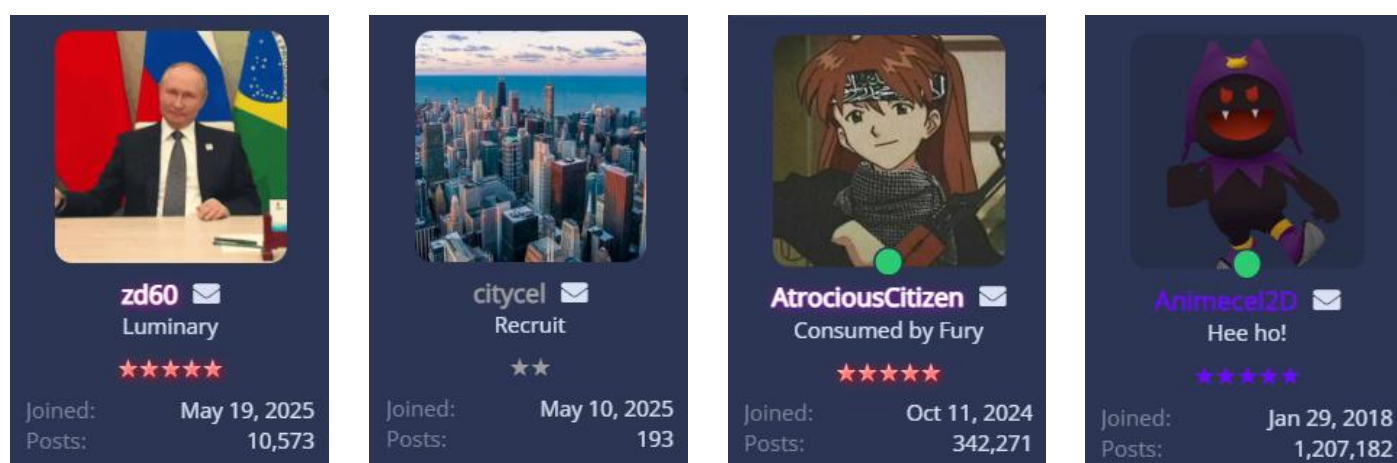 zd60
Luminary
Joined: May 19, 2025
Posts: 10,573
citycel
Recruit
Joined: May 10, 2025
Posts: 193
AtrociousCitizen
Consumed by Fury
Joined: Oct 11, 2024
Posts: 342,271
Animecel2D
Hee ho!
Joined: Jan 29, 2018
Posts: 1,207,182